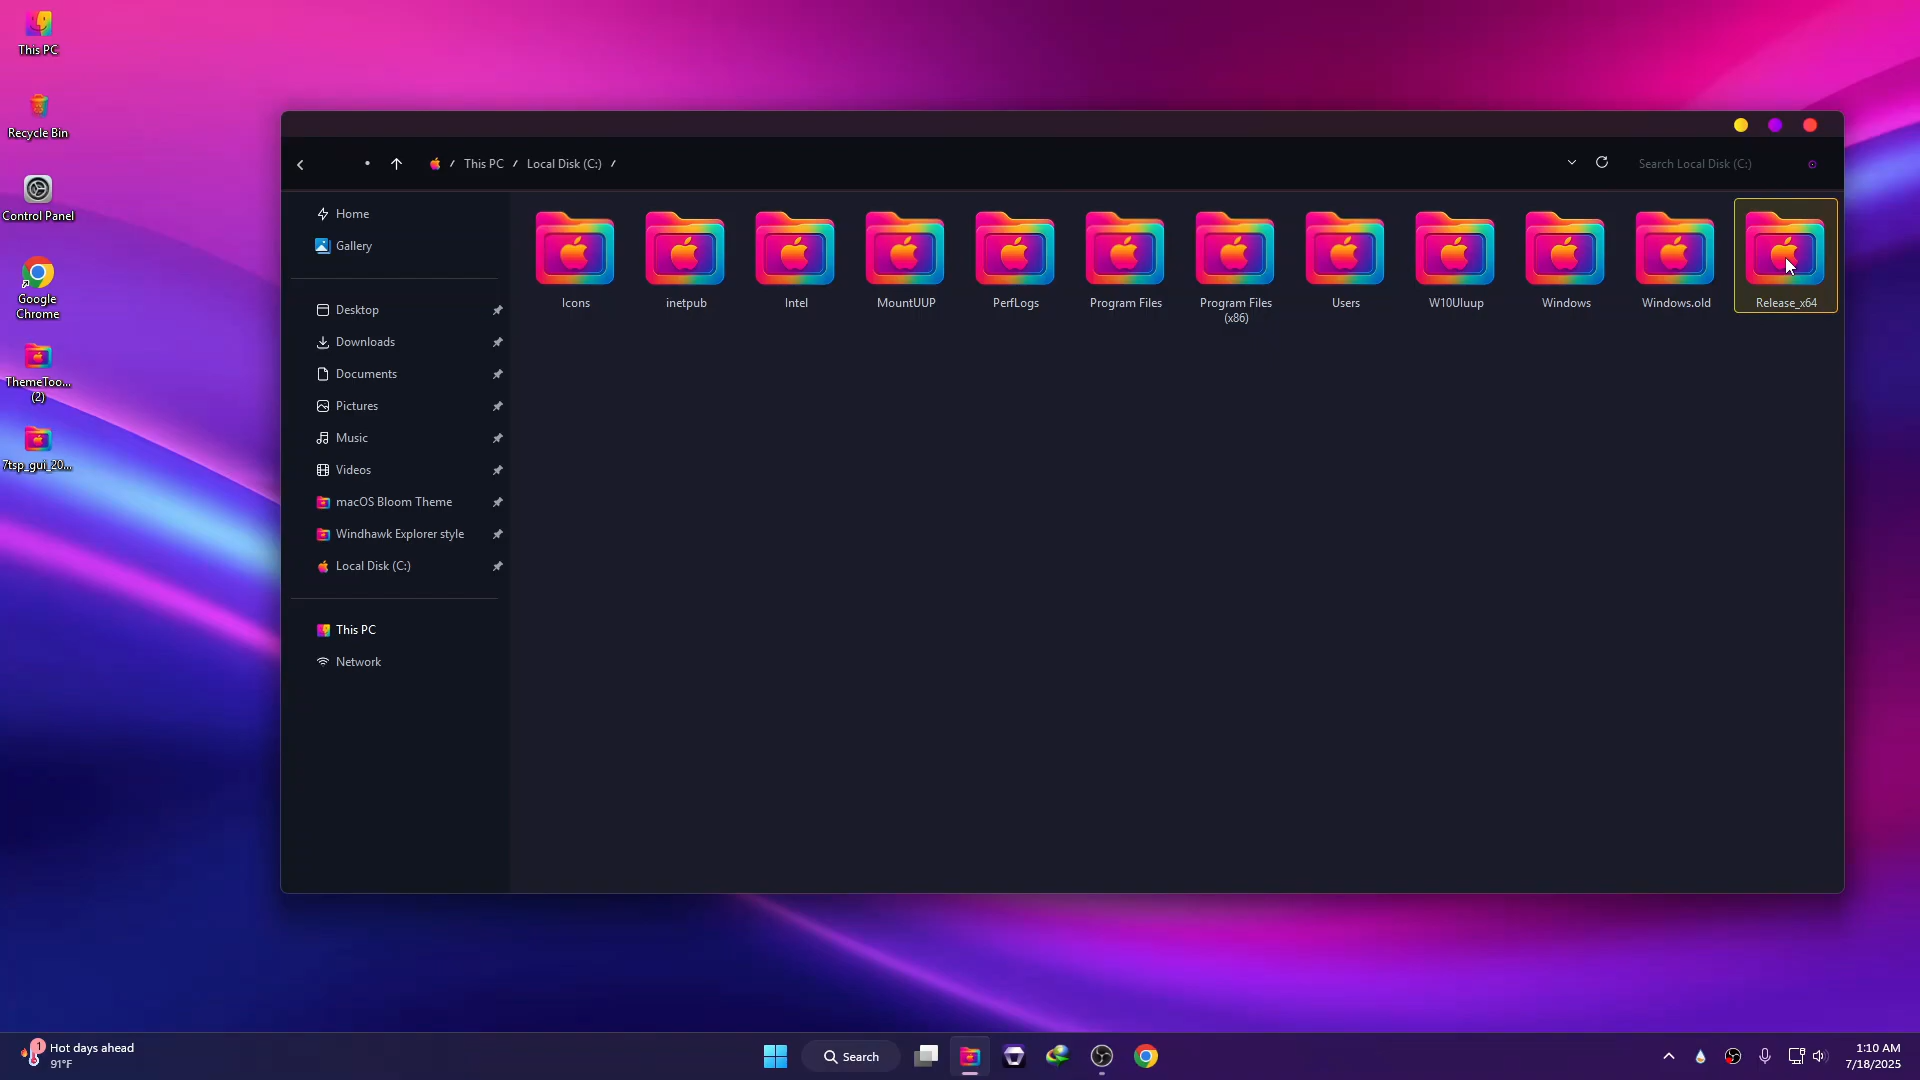 This PC
Recycle Bin
Control Panel
Google
Chrome
ThemeToo...
(2)
7tsp_gui_20...
/ This PC / Local Disk (C:) /
Search Local Disk (C:)
Home
Gallery
Desktop
Downloads
Documents
Pictures
Music
Videos
macOS Bloom Theme
Windhawk Explorer style
Local Disk (C:)
This PC
Network
Icons
inetpub
Intel
MountUUP
PerfLogs
Program Files
Program Files
(x86)
Users
W10UIuup
Windows
Windows.old
Release_x64
1
Hot days ahead
91°F
Search
1:10 AM
7/18/2025